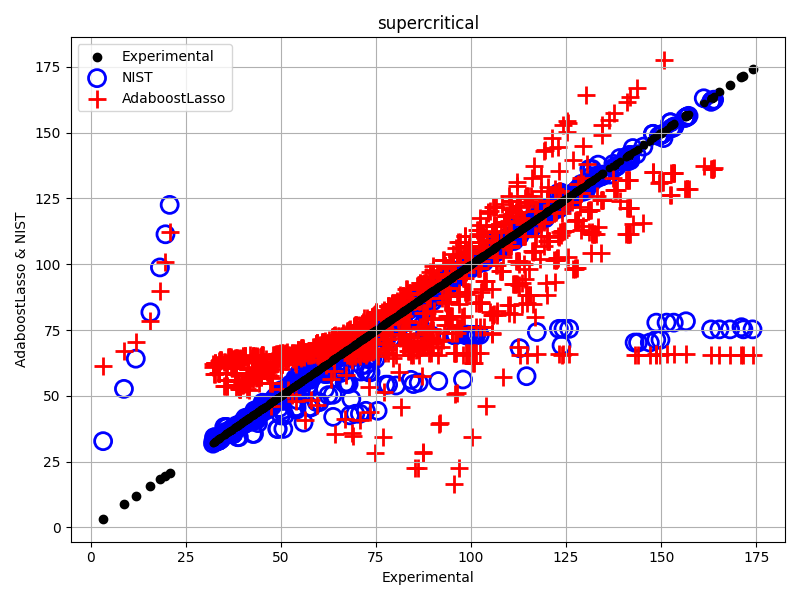 supercritical
Experimental
NIST
AdaboostLasso
175
150
125
100
75
50
25
0
AdaboostLasso & NIST
0 25 50 75 100 125 150 175
Experimental